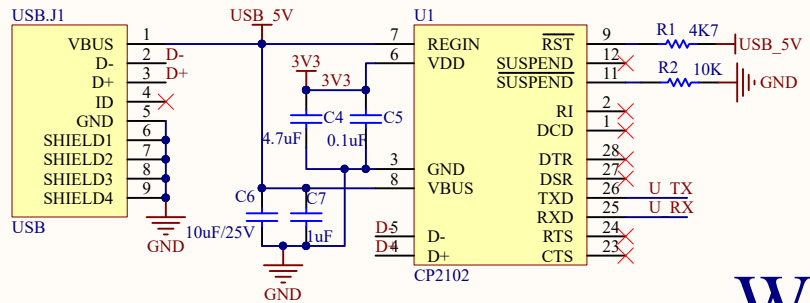 USB.J1
VBUS 1
D- 2 D-
D+ 3 D+
ID 4
GND 5
SHIELD1 6
SHIELD2 7
SHIELD3 8
SHIELD4 9
USB
GND
USB_5V
3V3
3V3
C4
4.7uF
C5
0.1uF
C6
10uF/25V
C7
1uF
GND
U1
7 REGIN
6 VDD
3 GND
8 VBUS
D- 5 D-
D+ 4 D+
RST 9
SUSPEND 12
SUSPEND 11
RI 2
DCD 1
DTR 28
DSR 27
TXD 26 U_TX
RXD 25 U_RX
RTS 24
CTS 23
CP2102
R1 4K7 USB_5V
R2 10K GND
W